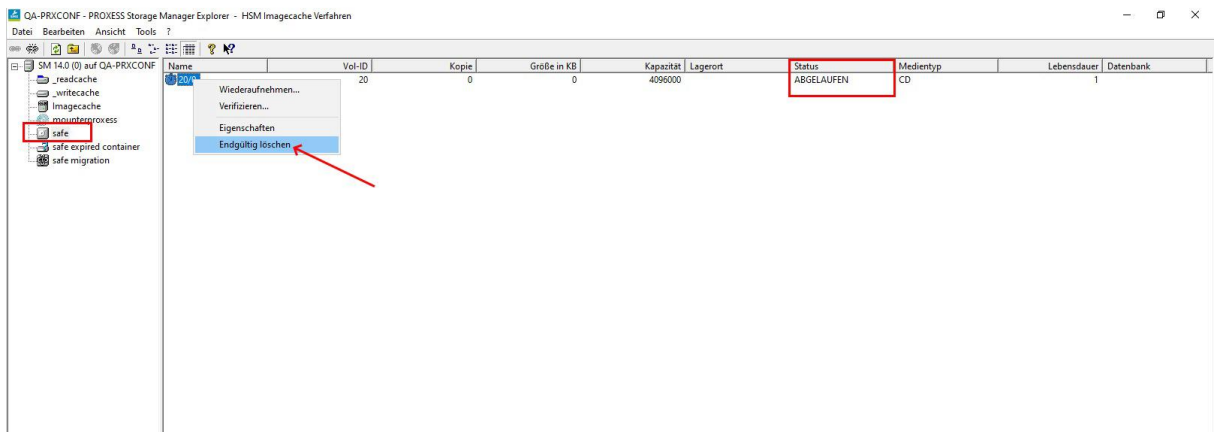 QA-PRXCONF - PROXESS Storage Manager Explorer - HSM Imagecache Verfahren
Datei Bearbeiten Ansicht Tools ?
SM 14.0 (0) auf QA-PRXCONF
_readcache
_writecache
Imagecache
mounterproxess
safe
safe expired container
safe migration
Name Vol-ID Kopie Größe in KB Kapazität Lagerort Status Medientyp Lebensdauer Datenbank
20/0 20 0 0 4096000 ABGELAUFEN CD 1
Wiederaufnehmen...
Verifizieren...
Eigenschaften
Endgültig löschen